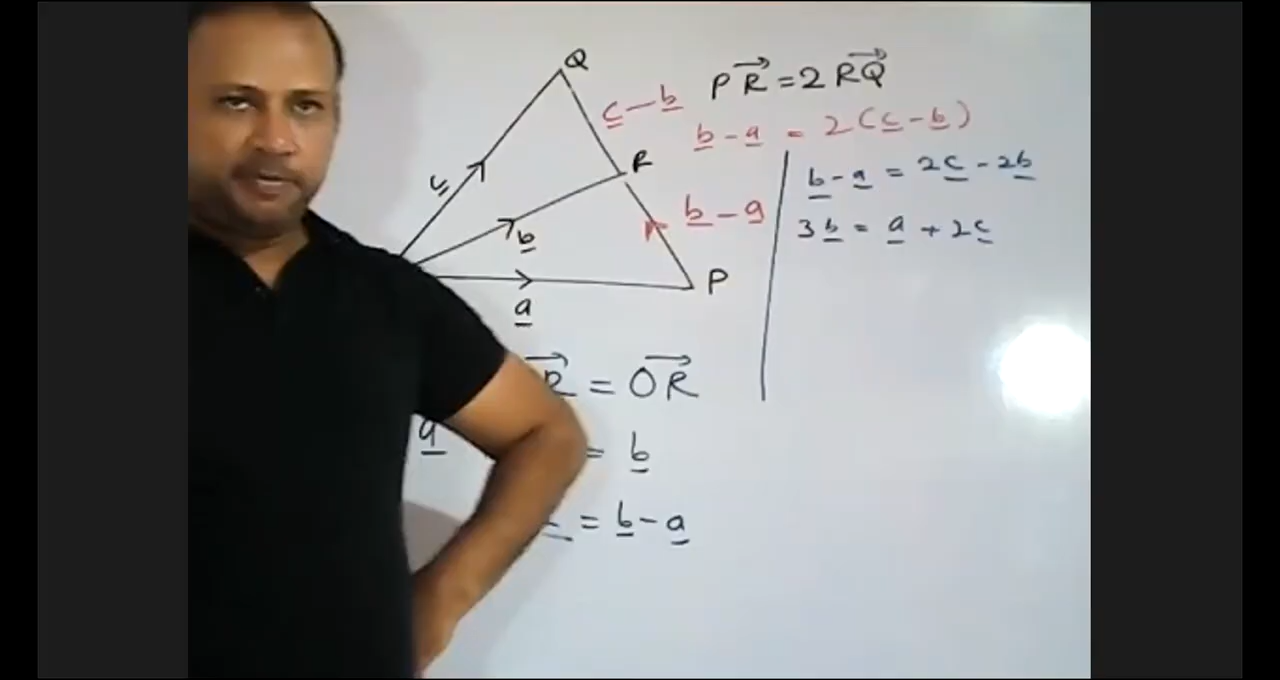 Q
PR = 2 RQ
c - b
b - a = 2 (c - b)
R
b - a = 2c - 2b
c
b - a
3b = a + 2c
b
P
a
R = OR
a
= b
= b - a